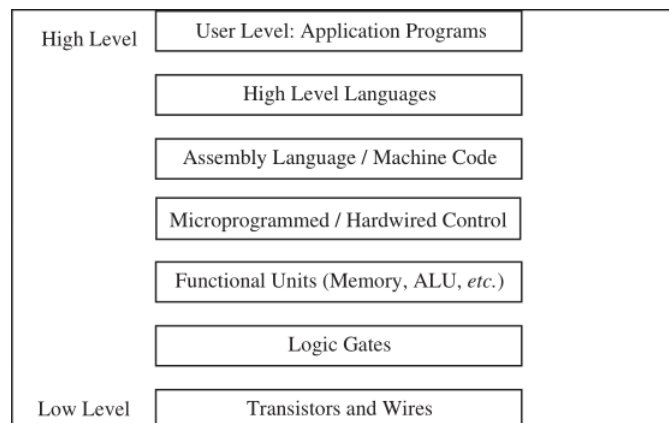 High Level
User Level: Application Programs
High Level Languages
Assembly Language / Machine Code
Microprogrammed / Hardwired Control
Functional Units (Memory, ALU, etc.)
Logic Gates
Low Level
Transistors and Wires